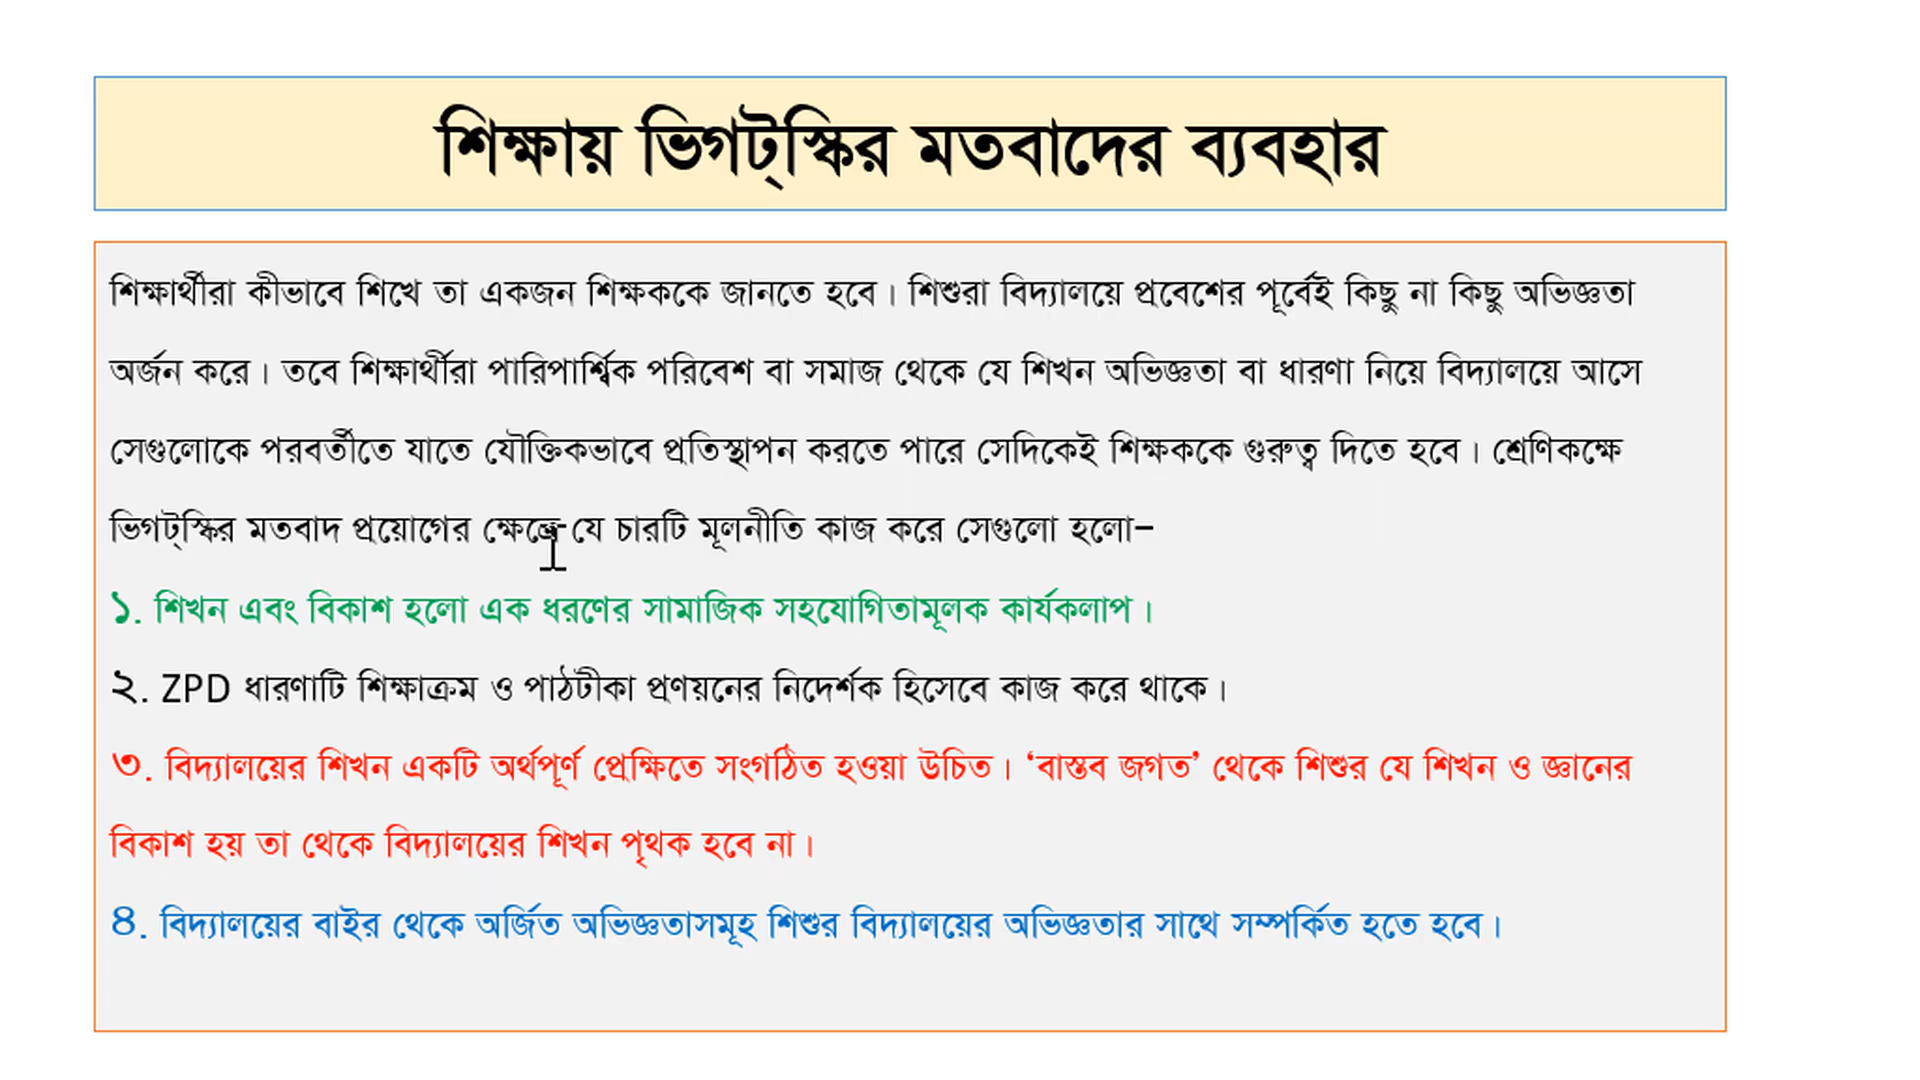 শিক্ষায় ভিগট্‌স্কির মতবাদের ব্যবহার
শিক্ষার্থীরা কীভাবে শিখে তা একজন শিক্ষককে জানতে হবে। শিশুরা বিদ্যালয়ে প্রবেশের পূর্বেই কিছু না কিছু অভিজ্ঞতা
অর্জন করে। তবে শিক্ষার্থীরা পারিপার্শ্বিক পরিবেশ বা সমাজ থেকে যে শিখন অভিজ্ঞতা বা ধারণা নিয়ে বিদ্যালয়ে আসে
সেগুলোকে পরবর্তীতে যাতে যৌক্তিকভাবে প্রতিস্থাপন করতে পারে সেদিকেই শিক্ষককে গুরুত্ব দিতে হবে। শ্রেণিকক্ষে
ভিগট্‌স্কির মতবাদ প্রয়োগের ক্ষেত্রে যে চারটি মূলনীতি কাজ করে সেগুলো হলো–
১. শিখন এবং বিকাশ হলো এক ধরণের সামাজিক সহযোগিতামূলক কার্যকলাপ।
২. ZPD ধারণাটি শিক্ষাক্রম ও পাঠটীকা প্রণয়নের নিদের্শক হিসেবে কাজ করে থাকে।
৩. বিদ্যালয়ের শিখন একটি অর্থপূর্ণ প্রেক্ষিতে সংগঠিত হওয়া উচিত। ‘বাস্তব জগত’ থেকে শিশুর যে শিখন ও জ্ঞানের
বিকাশ হয় তা থেকে বিদ্যালয়ের শিখন পৃথক হবে না।
৪. বিদ্যালয়ের বাইর থেকে অর্জিত অভিজ্ঞতাসমূহ শিশুর বিদ্যালয়ের অভিজ্ঞতার সাথে সম্পর্কিত হতে হবে।